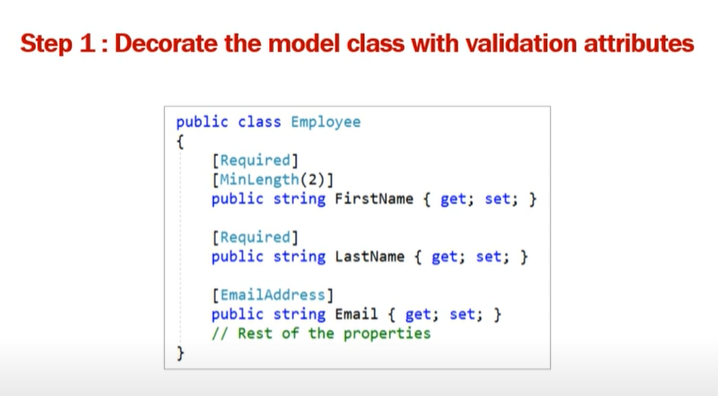 Step 1 : Decorate the model class with validation attributes
public class Employee
{
[Required]
[MinLength(2)]
public string FirstName { get; set; }
[Required]
public string LastName { get; set; }
[EmailAddress]
public string Email { get; set; }
// Rest of the properties
}